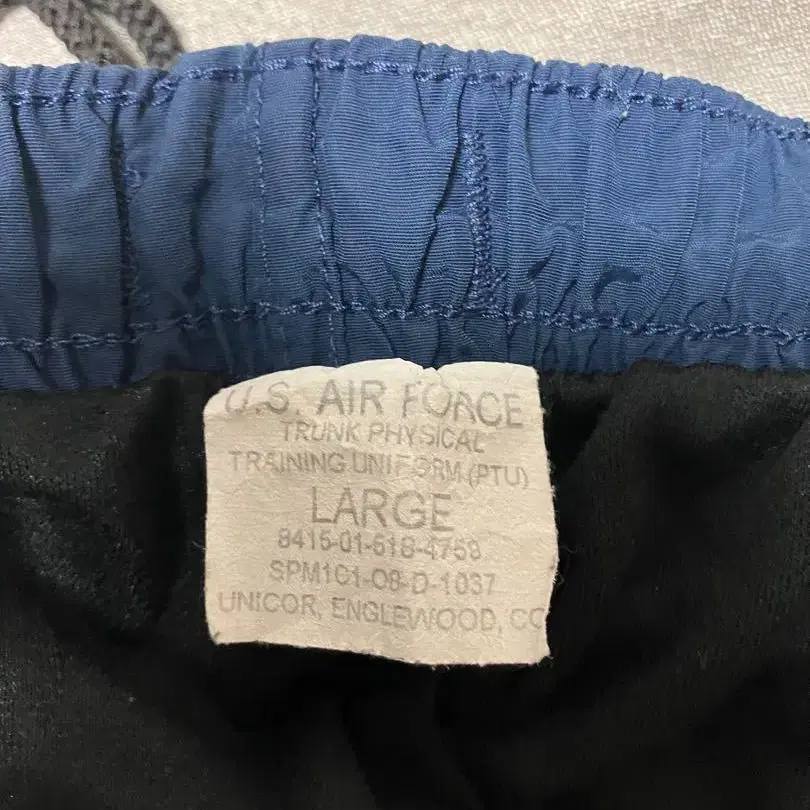 U.S. AIR FORCE
TRUNK PHYSICAL
TRAINING UNIFORM (PTU)
LARGE
8415-01-518-4758
SPM1C1-08-D-1037
UNICOR, ENGLEWOOD, CO